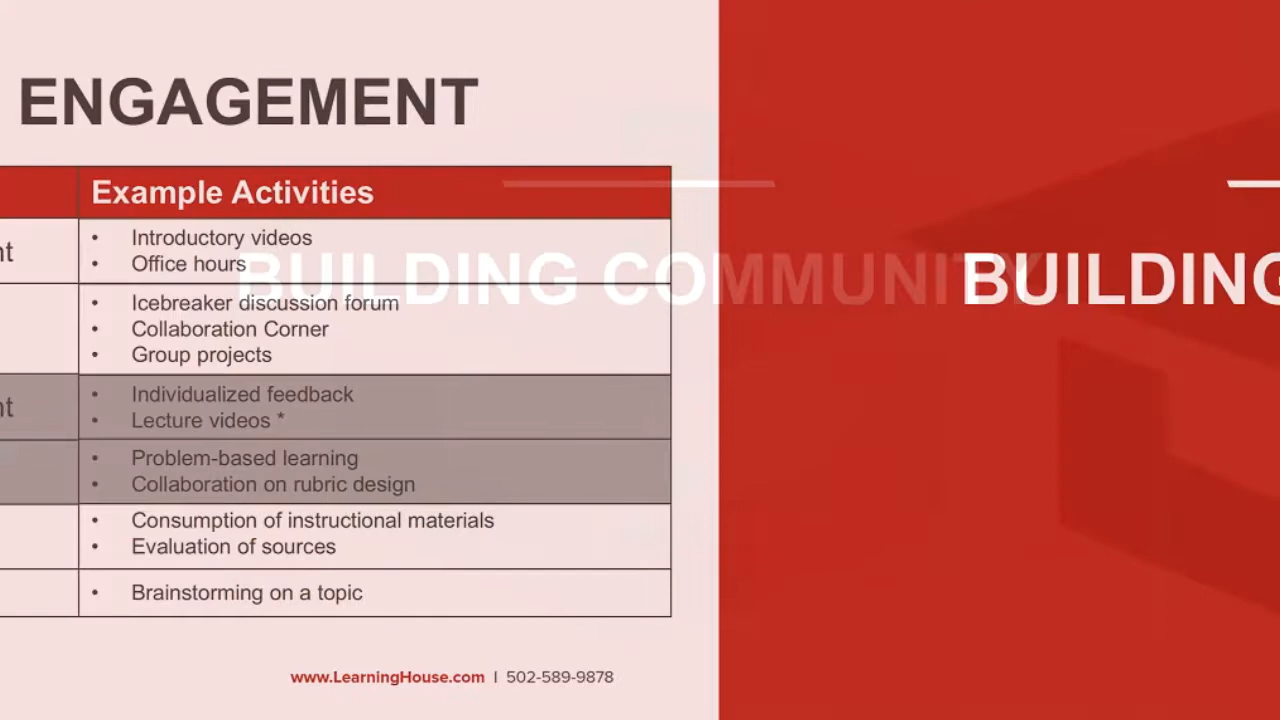 ENGAGEMENT
Example Activities
nt
• Introductory videos
• Office hours
BUILDING COMMUNITY
BUILDING
• Icebreaker discussion forum
• Collaboration Corner
• Group projects
nt
• Individualized feedback
• Lecture videos *
• Problem-based learning
• Collaboration on rubric design
• Consumption of instructional materials
• Evaluation of sources
• Brainstorming on a topic
www.LearningHouse.com | 502-589-9878